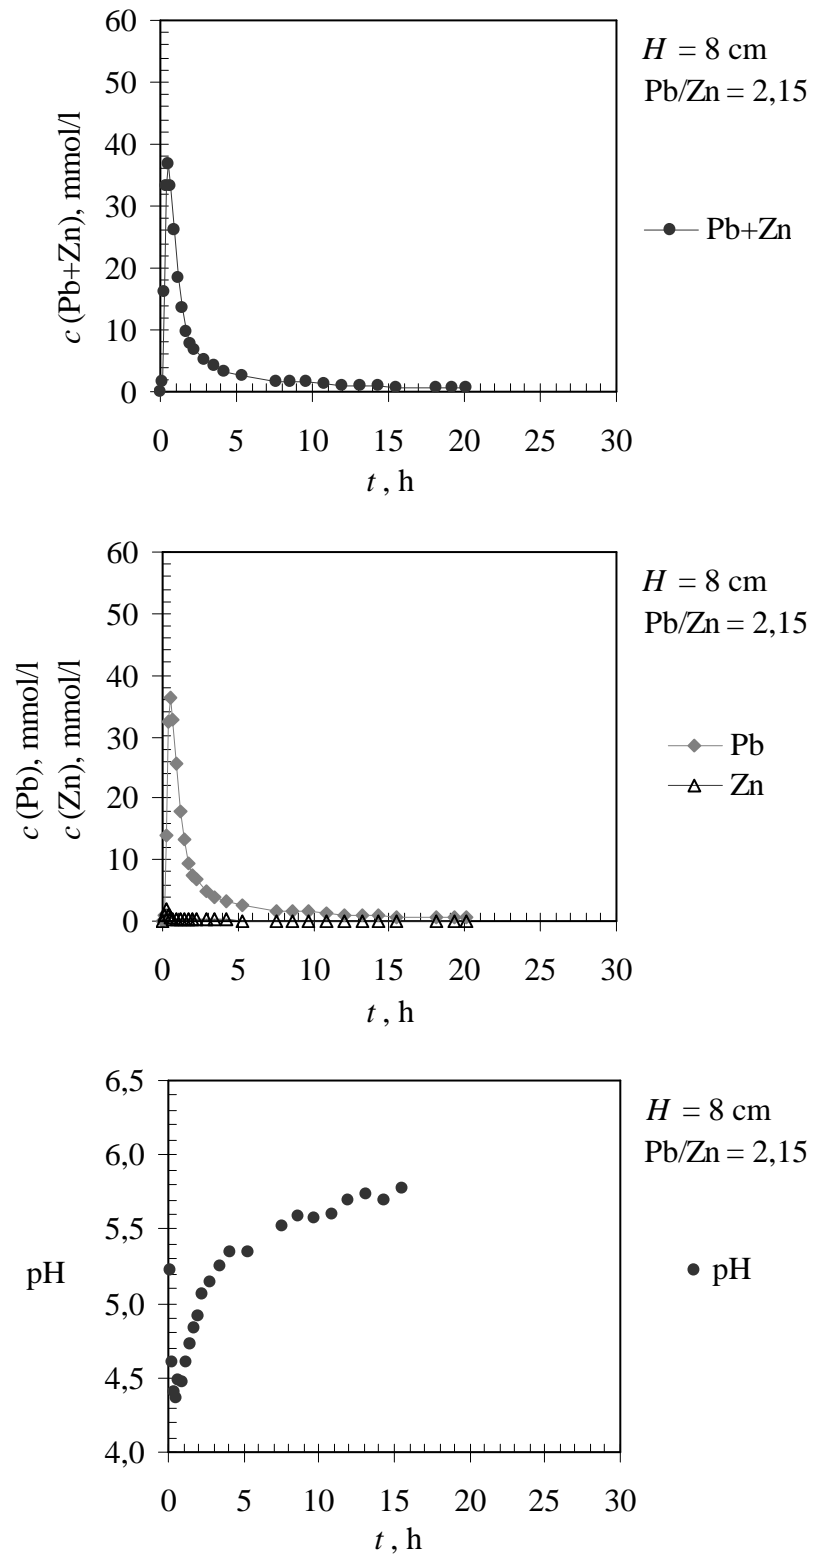 60
50
40
30
20
10
0
c (Pb+Zn), mmol/l
0 5 10 15 20 25 30
t , h
H = 8 cm
Pb/Zn = 2,15
Pb+Zn
60
50
40
30
20
10
0
c (Pb), mmol/l
c (Zn), mmol/l
0 5 10 15 20 25 30
t , h
H = 8 cm
Pb/Zn = 2,15
Pb
Zn
6,5
6,0
5,5
5,0
4,5
4,0
pH
0 5 10 15 20 25 30
t , h
H = 8 cm
Pb/Zn = 2,15
pH